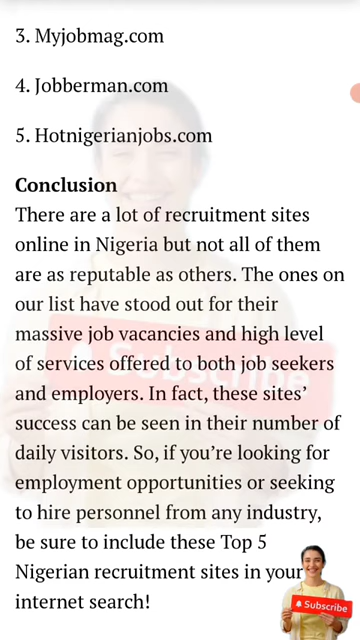 3. Myjobmag.com
4. Jobberman.com
5. Hotnigerianjobs.com
Conclusion
There are a lot of recruitment sites
online in Nigeria but not all of them
are as reputable as others. The ones on
our list have stood out for their
massive job vacancies and high level
of services offered to both job seekers
and employers. In fact, these sites’
success can be seen in their number of
daily visitors. So, if you’re looking for
employment opportunities or seeking
to hire personnel from any industry,
be sure to include these Top 5
Nigerian recruitment sites in your
internet search!
Subscribe
Subscribe